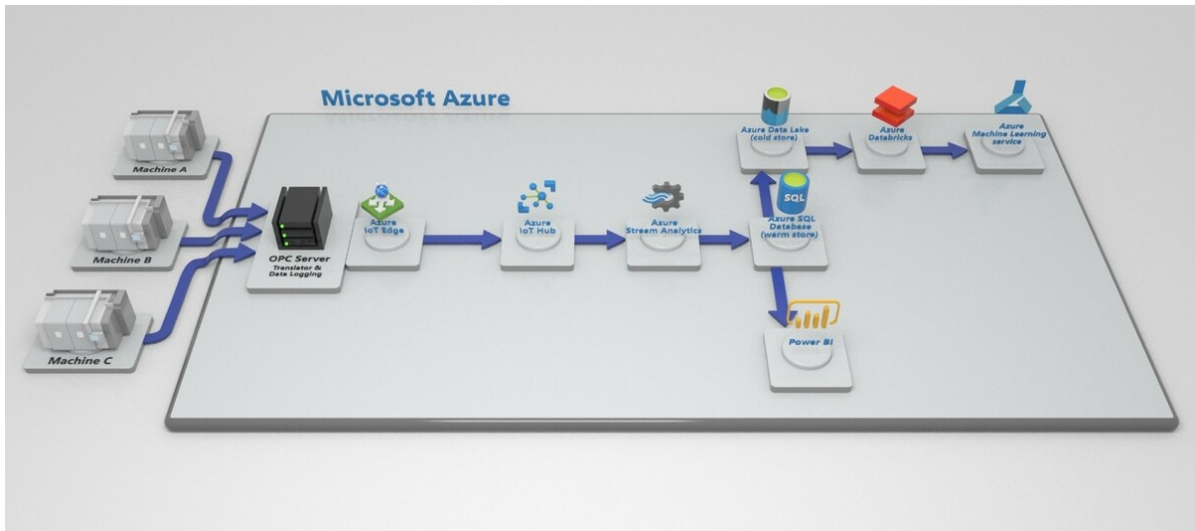 Microsoft Azure
Machine A
Machine B
Machine C
OPC Server
Translator &
Data Logging
Azure
IoT Edge
Azure
IoT Hub
Azure
Stream Analytics
Azure SQL
Database
(warm store)
SQL
Azure Data Lake
(cold store)
Azure
Databricks
Azure
Machine Learning
service
Power BI